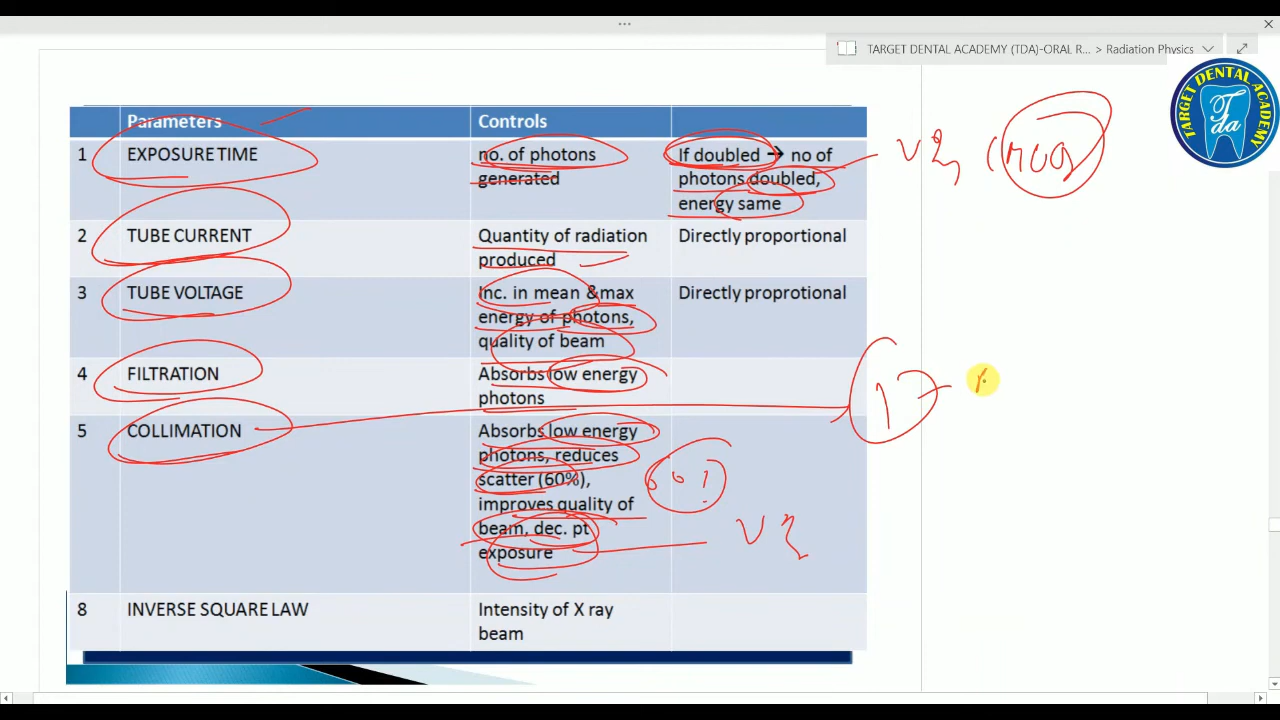 TARGET DENTAL ACADEMY (TDA)-ORAL R... > Radiation Physics
TARGET DENTAL ACADEMY
Tda
Parameters Controls
1 EXPOSURE TIME no. of photons generated If doubled → no of photons doubled, energy same
2 TUBE CURRENT Quantity of radiation produced Directly proportional
3 TUBE VOLTAGE Inc. in mean &max energy of photons, quality of beam Directly proprotional
4 FILTRATION Absorbs low energy photons
5 COLLIMATION Absorbs low energy photons, reduces scatter (60%), improves quality of beam, dec. pt exposure
8 INVERSE SQUARE LAW Intensity of X ray beam